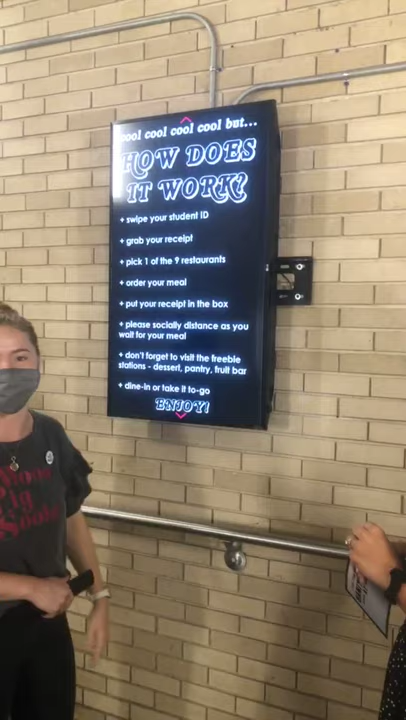 cool cool cool cool but...
HOW DOES
IT WORK?
+ swipe your student ID
+ grab your receipt
+ pick 1 of the 9 restaurants
+ order your meal
+ put your receipt in the box
+ please socially distance as you
wait for your meal
+ don't forget to visit the freebie
stations - dessert, pantry, fruit bar
+ dine-in or take it to-go
ENJOY!
Pig